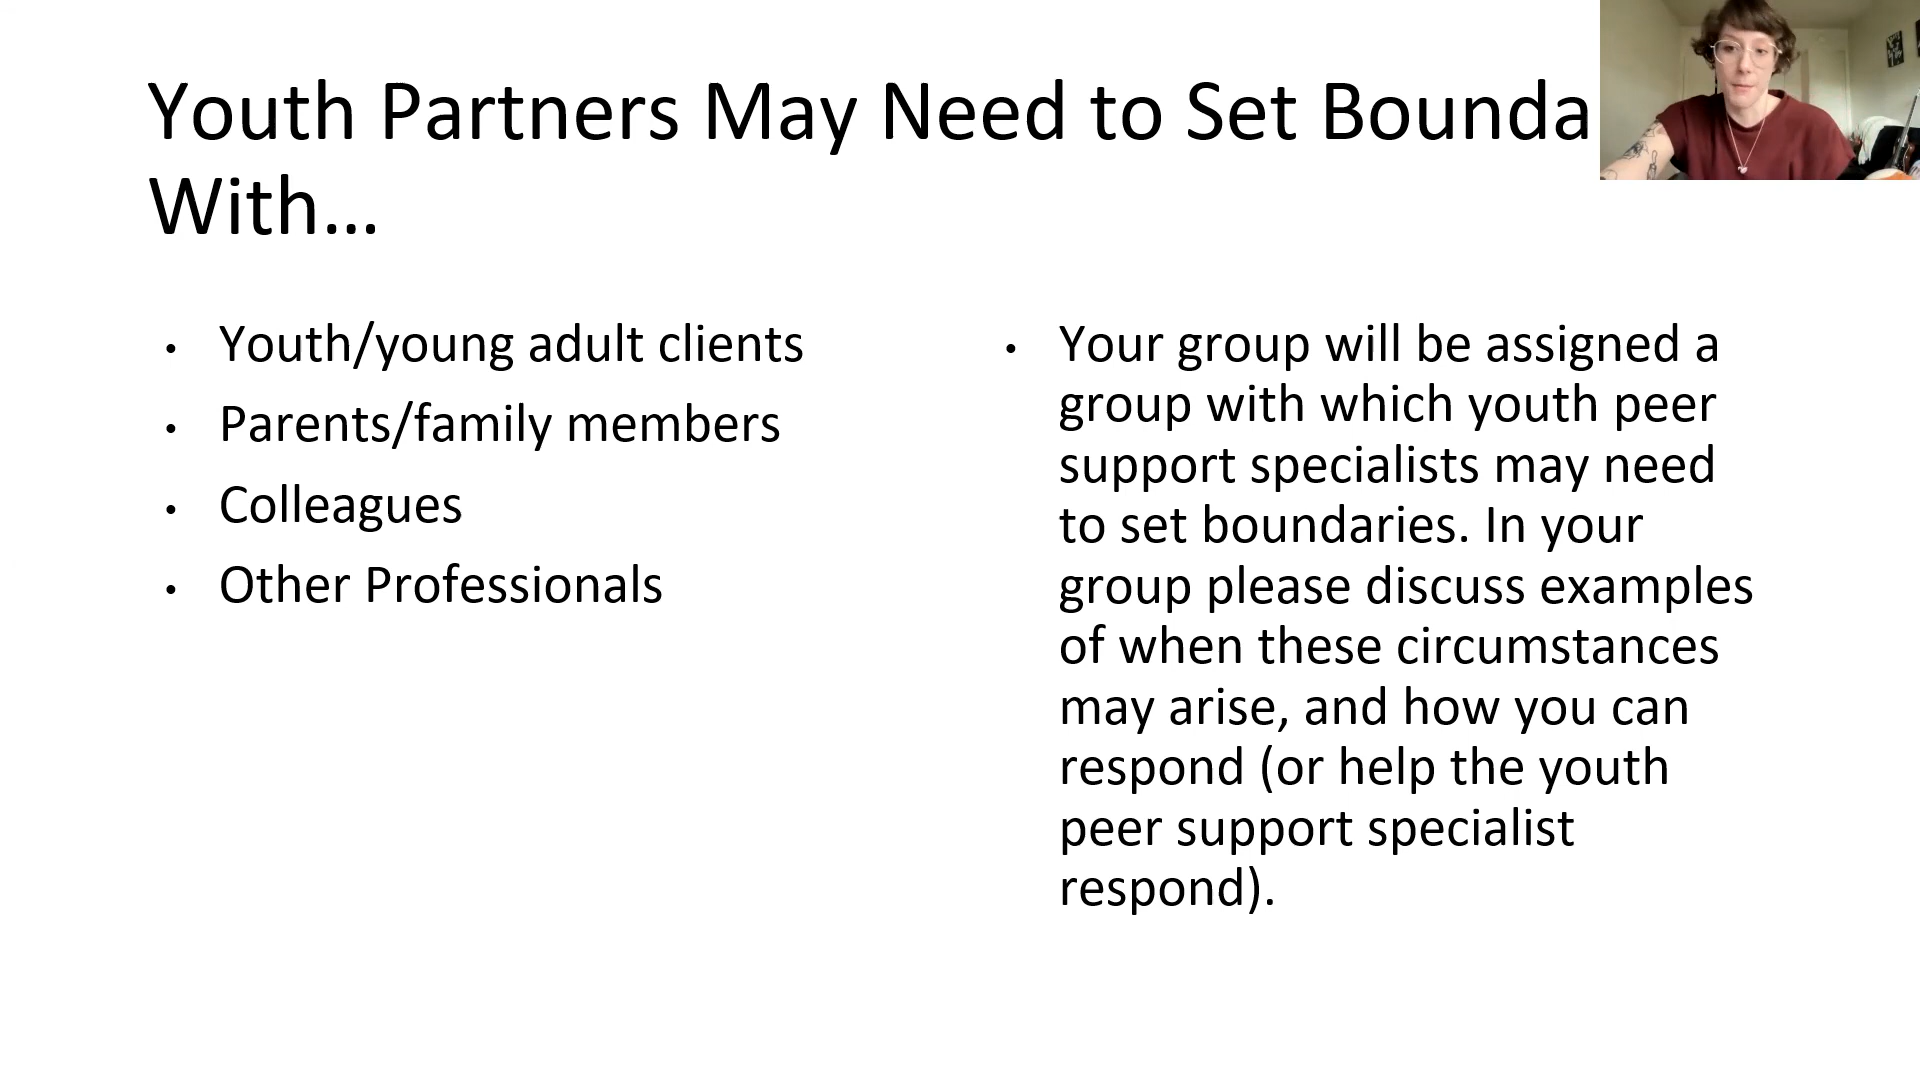 Youth Partners May Need to Set Bounda
With...
• Youth/young adult clients
• Parents/family members
• Colleagues
• Other Professionals
• Your group will be assigned a
group with which youth peer
support specialists may need
to set boundaries. In your
group please discuss examples
of when these circumstances
may arise, and how you can
respond (or help the youth
peer support specialist
respond).